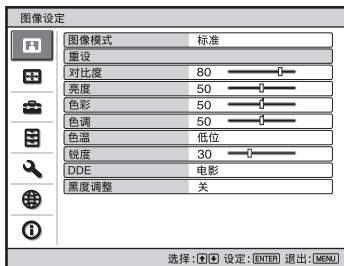 图像设定
图像模式 标准
重设
对比度 80
亮度 50
色彩 50
色调 50
色温 低位
锐度 30
DDE 电影
黑度调整 关
选择:🡹🡻 设定:ENTER 退出:MENU